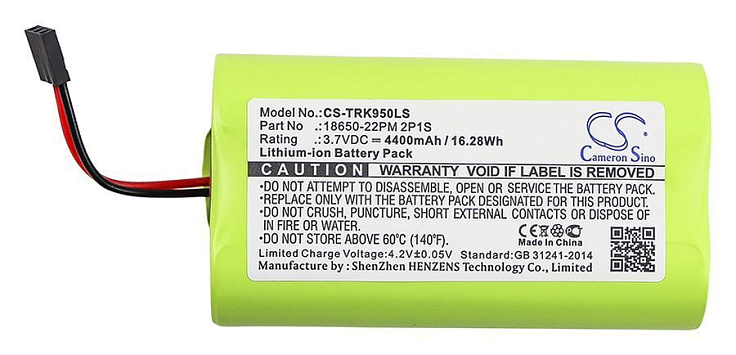 Model No.:CS-TRK950LS
Part No :18650-22PM 2P1S
Rating :3.7VDC = 4400mAh / 16.28Wh
Lithium-ion Battery Pack
CS
Cameron Sino
CAUTION WARRANTY VOID IF LABEL IS REMOVED
•DO NOT ATTEMPT TO DISASSEMBLE, OPEN OR SERVICE THE BATTERY PACK.
•REPLACE ONLY WITH THE SAME BATTERY DESIGNED FOR THIS PRODUCT.
•DO NOT CRUSH, PUNCTURE, SHORT EXTERNAL CONTACTS OR DISPOSE OF
IN FIRE OR WATER.
•DO NOT STORE ABOVE 60°C (140°F).
Limited Charge Voltage:4.2V±0.05V Standard:GB 31241-2014
Manufacturer by : ShenZhen HENZENS Technology Co., Ltd.
CE
Made In China